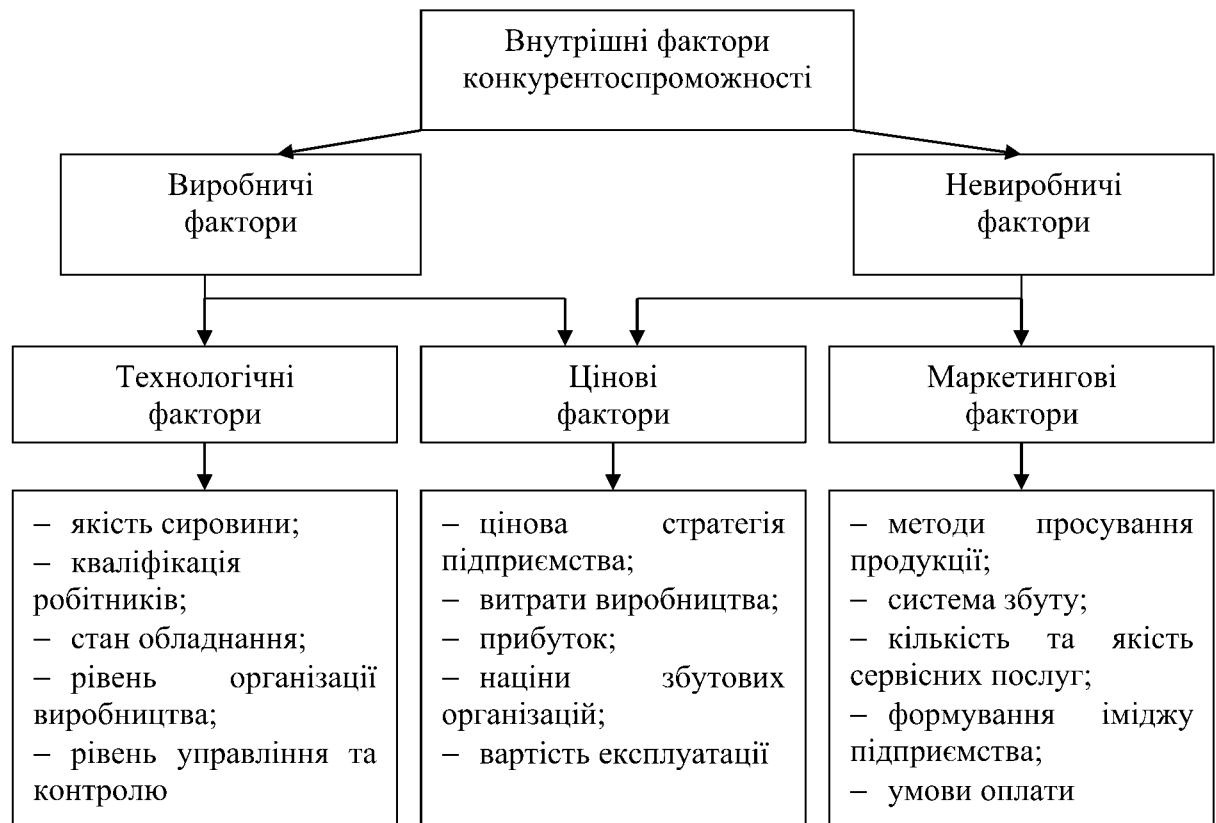 Внутрішні фактори
конкурентоспроможності
Виробничі
фактори
Невиробничі
фактори
Технологічні
фактори
Цінові
фактори
Маркетингові
фактори
– якість сировини;
– кваліфікація
робітників;
– стан обладнання;
– рівень організації
виробництва;
– рівень управління та
контролю
– цінова стратегія
підприємства;
– витрати виробництва;
– прибуток;
– націни збутових
організацій;
– вартість експлуатації
– методи просування
продукції;
– система збуту;
– кількість та якість
сервісних послуг;
– формування іміджу
підприємства;
– умови оплати